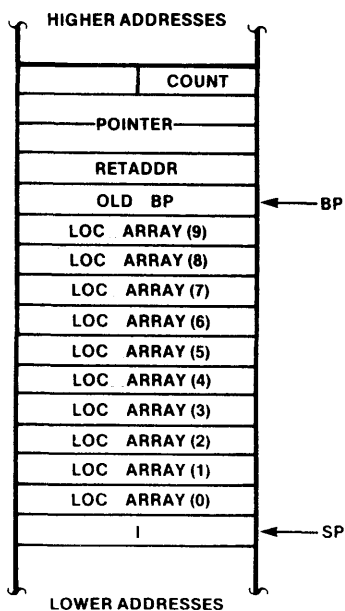 HIGHER ADDRESSES
COUNT
POINTER
RETADDR
OLD BP
BP
LOC ARRAY(9)
LOC ARRAY(8)
LOC ARRAY(7)
LOC ARRAY(6)
LOC ARRAY(5)
LOC ARRAY(4)
LOC ARRAY(3)
LOC ARRAY(2)
LOC ARRAY(1)
LOC ARRAY(0)
I
SP
LOWER ADDRESSES